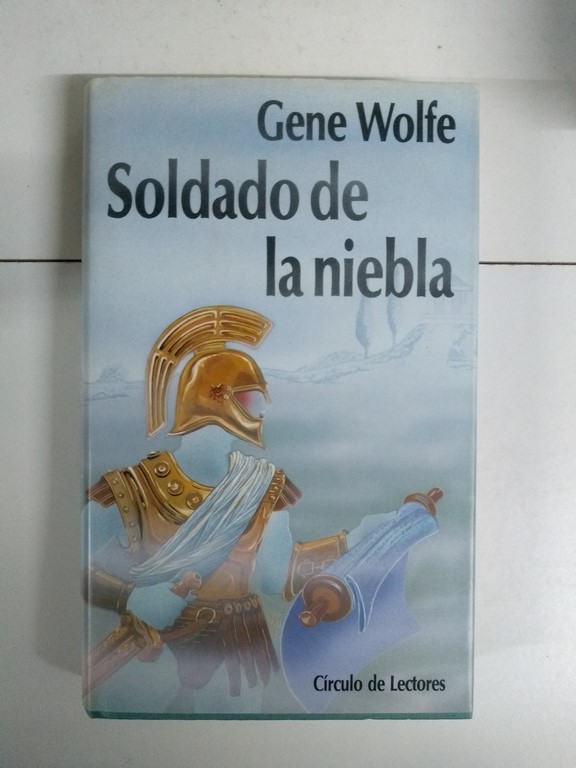 Gene Wolfe
Soldado de
la niebla
Círculo de Lectores